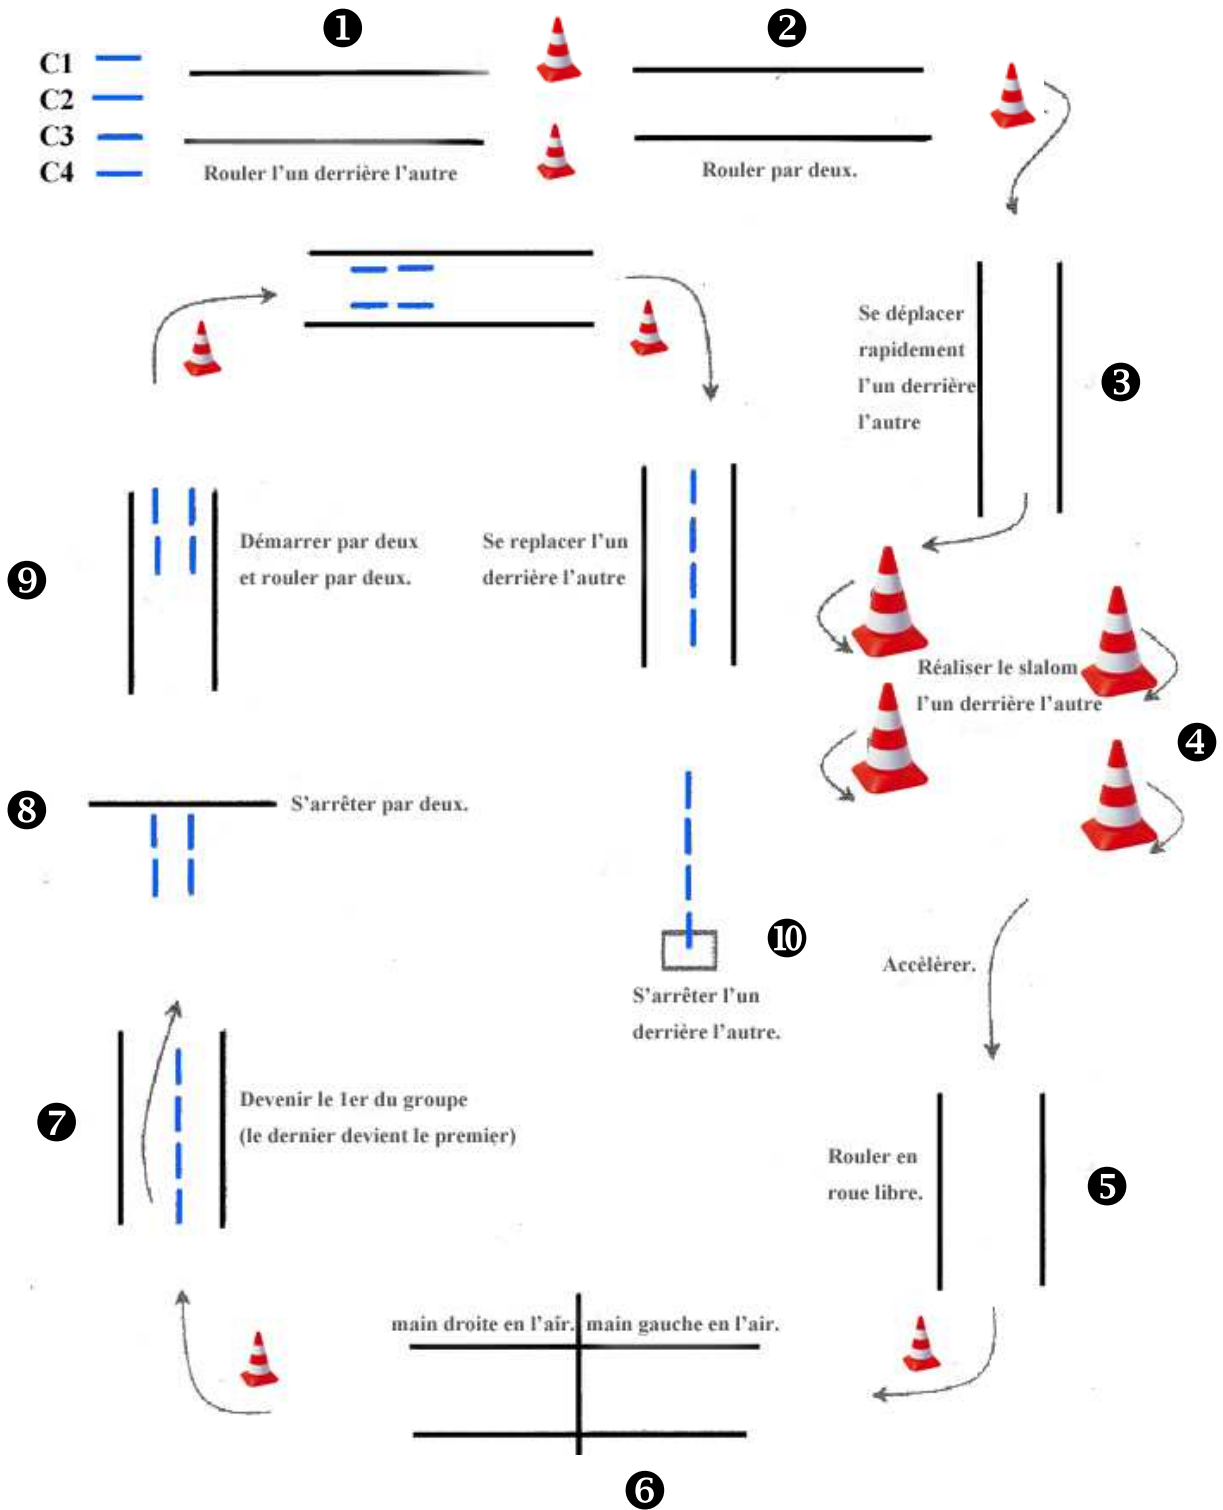 ❶
❷
C1
C2
C3
C4
Rouler l'un derrière l'autre
Rouler par deux.
Se déplacer
rapidement
l'un derrière
l'autre
❸
Réaliser le slalom
l'un derrière l'autre
❹
Accèlérer.
Rouler en
roue libre.
❺
main droite en l'air.
main gauche en l'air.
❻
❼
Devenir le 1er du groupe
(le dernier devient le premier)
❽
S'arrêter par deux.
❾
Démarrer par deux
et rouler par deux.
Se replacer l'un
derrière l'autre
❿
S'arrêter l'un
derrière l'autre.